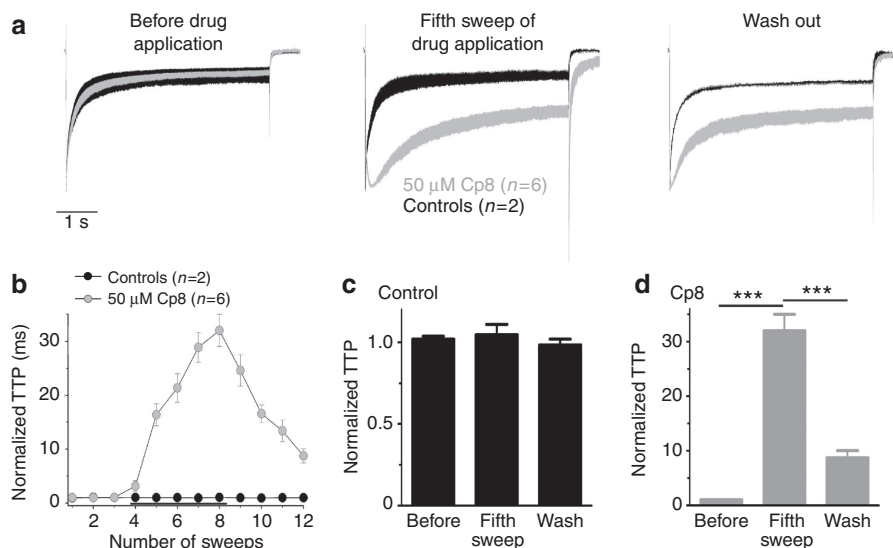 a
Before drug
application
Fifth sweep of
drug application
Wash out
50 μM Cp8 (n=6)
Controls (n=2)
1 s
b
Controls (n=2)
50 μM Cp8 (n=6)
Normalized TTP (ms)
30
20
10
0
2 4 6 8 10 12
Number of sweeps
c
Control
Normalized TTP
1.0
0.5
0
Before Fifth Wash
sweep
d
Cp8
*** ***
Normalized TTP
30
20
10
0
Before Fifth Wash
sweep